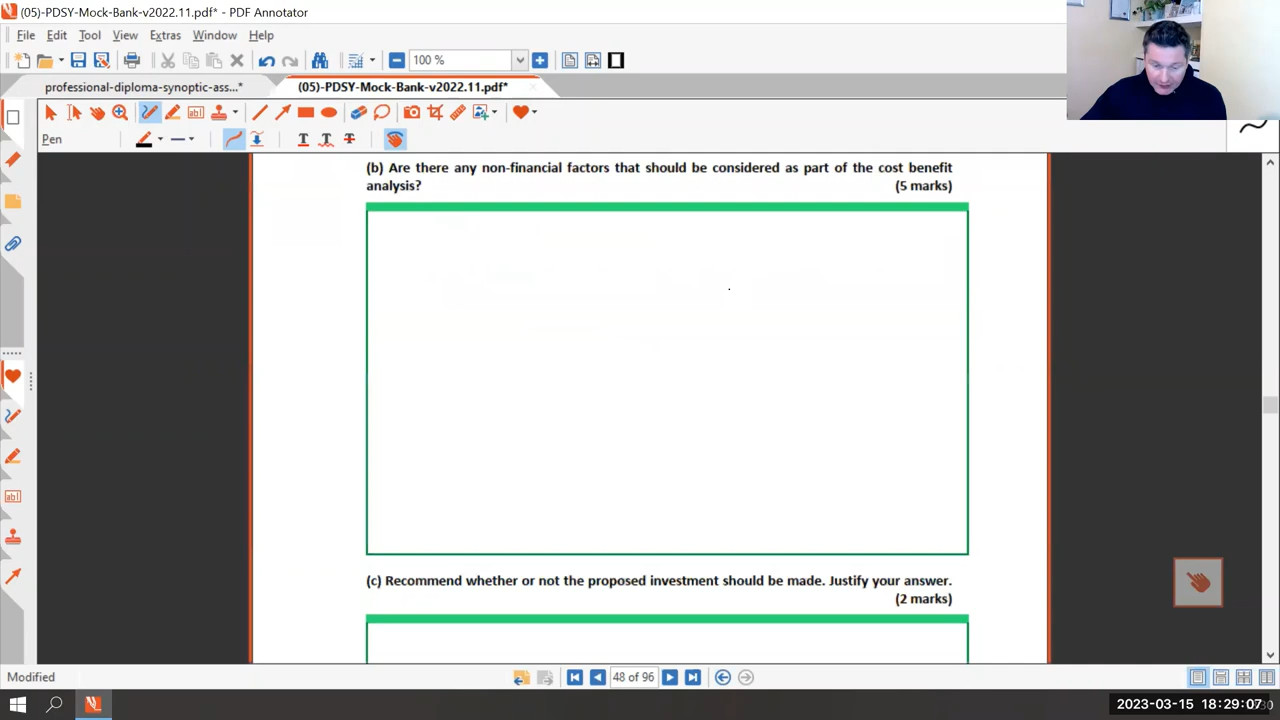 (05)-PDSY-Mock-Bank-v2022.11.pdf* - PDF Annotator
File Edit Tool View Extras Window Help
100 %
professional-diploma-synoptic-ass...*
(05)-PDSY-Mock-Bank-v2022.11.pdf*
Pen
(b) Are there any non-financial factors that should be considered as part of the cost benefit
analysis? (5 marks)
(c) Recommend whether or not the proposed investment should be made. Justify your answer.
(2 marks)
Modified
48 of 96
2023-03-15 18:29:07